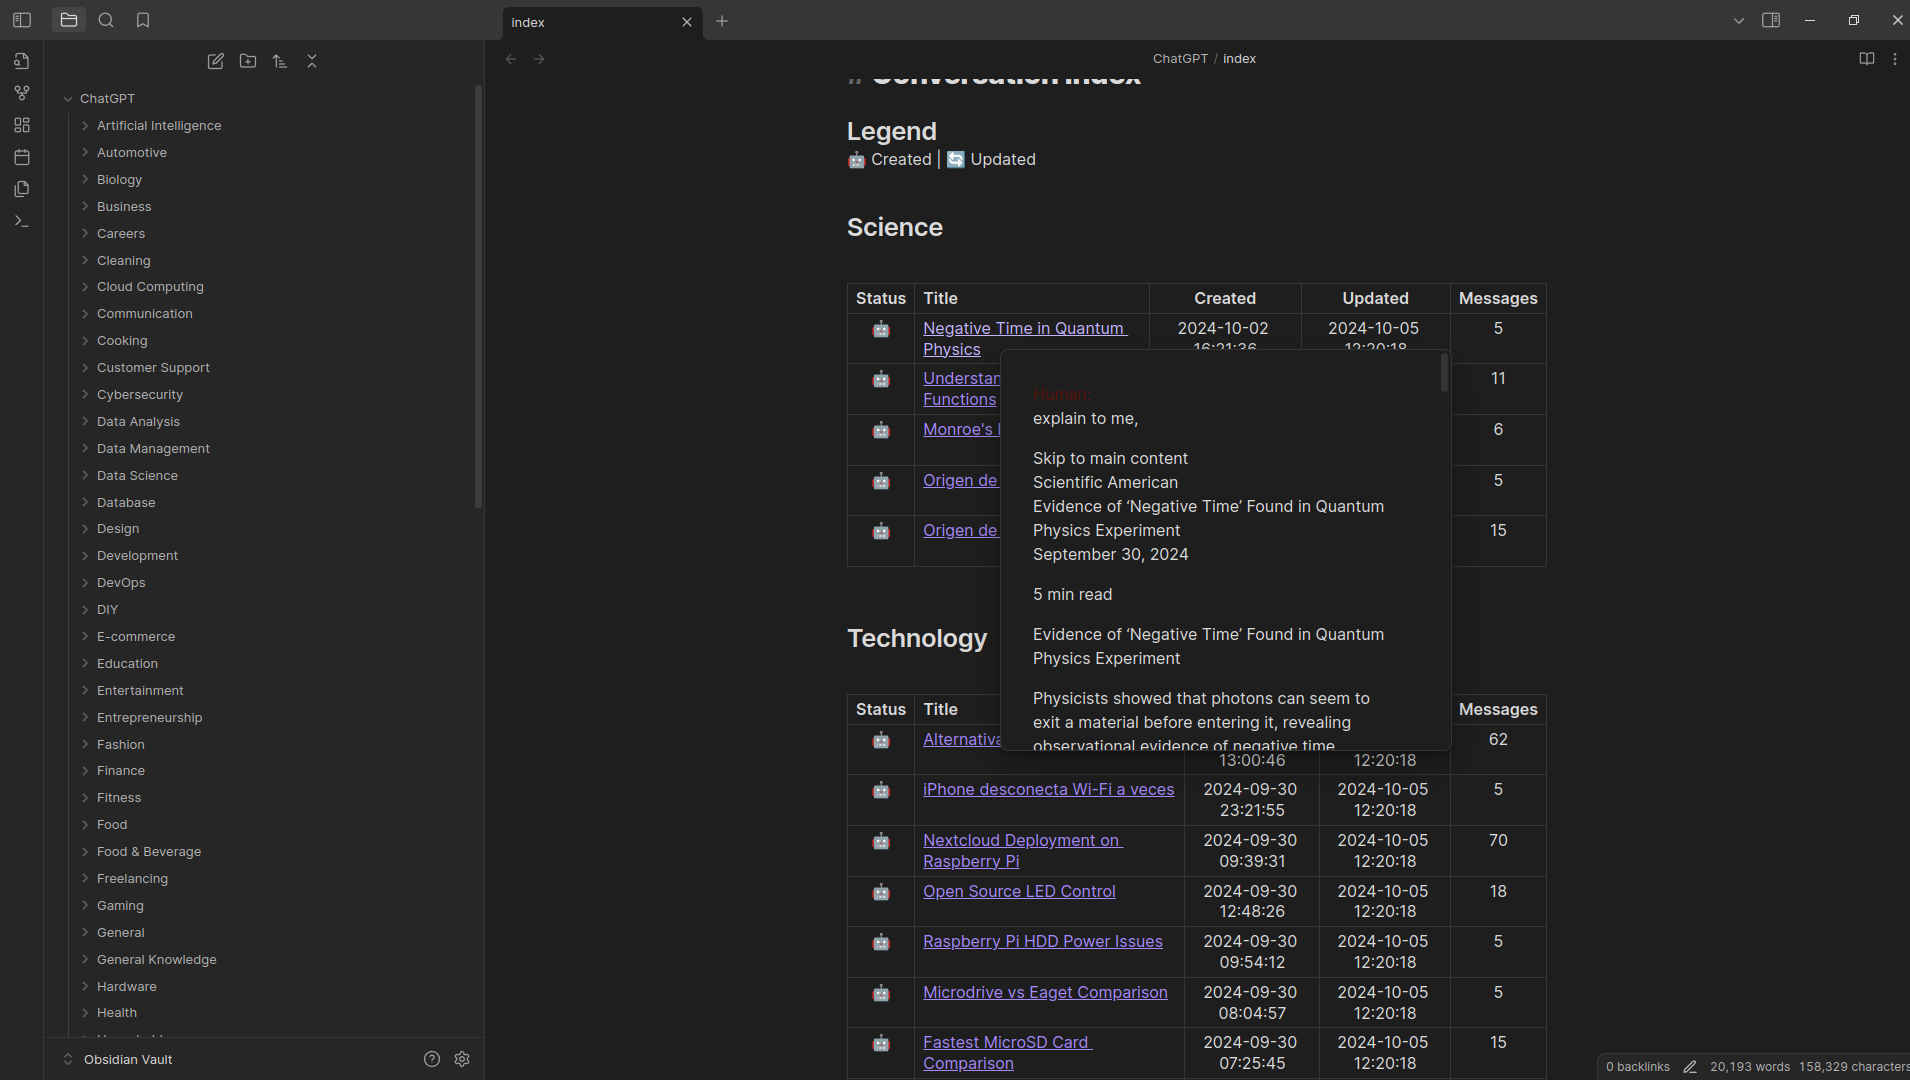 index
ChatGPT / index
ChatGPT
Artificial Intelligence
Automotive
Biology
Business
Careers
Cleaning
Cloud Computing
Communication
Cooking
Customer Support
Cybersecurity
Data Analysis
Data Management
Data Science
Database
Design
Development
DevOps
DIY
E-commerce
Education
Entertainment
Entrepreneurship
Fashion
Finance
Fitness
Food
Food & Beverage
Freelancing
Gaming
General
General Knowledge
Hardware
Health
Obsidian Vault
# Conversation Index
Legend
🤖 Created | 🔄 Updated
Science
Status Title Created Updated Messages
🤖 Negative Time in Quantum 2024-10-02 2024-10-05 5
Physics 16:21:36 12:20:18
🤖 Understan 11
Functions
🤖 Monroe's 6
🤖 Origen de 5
🤖 Origen de 15
Human:
explain to me,
Skip to main content
Scientific American
Evidence of ‘Negative Time’ Found in Quantum
Physics Experiment
September 30, 2024
5 min read
Evidence of ‘Negative Time’ Found in Quantum
Physics Experiment
Physicists showed that photons can seem to
exit a material before entering it, revealing
observational evidence of negative time
Technology
Status Title Messages
🤖 Alternativa 62
13:00:46 12:20:18
🤖 iPhone desconecta Wi-Fi a veces 2024-09-30 2024-10-05 5
23:21:55 12:20:18
🤖 Nextcloud Deployment on 2024-09-30 2024-10-05 70
Raspberry Pi 09:39:31 12:20:18
🤖 Open Source LED Control 2024-09-30 2024-10-05 18
12:48:26 12:20:18
🤖 Raspberry Pi HDD Power Issues 2024-09-30 2024-10-05 5
09:54:12 12:20:18
🤖 Microdrive vs Eaget Comparison 2024-09-30 2024-10-05 5
08:04:57 12:20:18
🤖 Fastest MicroSD Card 2024-09-30 2024-10-05 15
Comparison 07:25:45 12:20:18
0 backlinks 20,193 words 158,329 characters